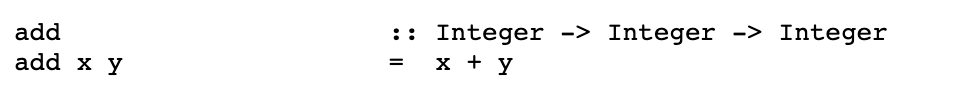 add                     :: Integer -> Integer -> Integer
add x y                 =  x + y